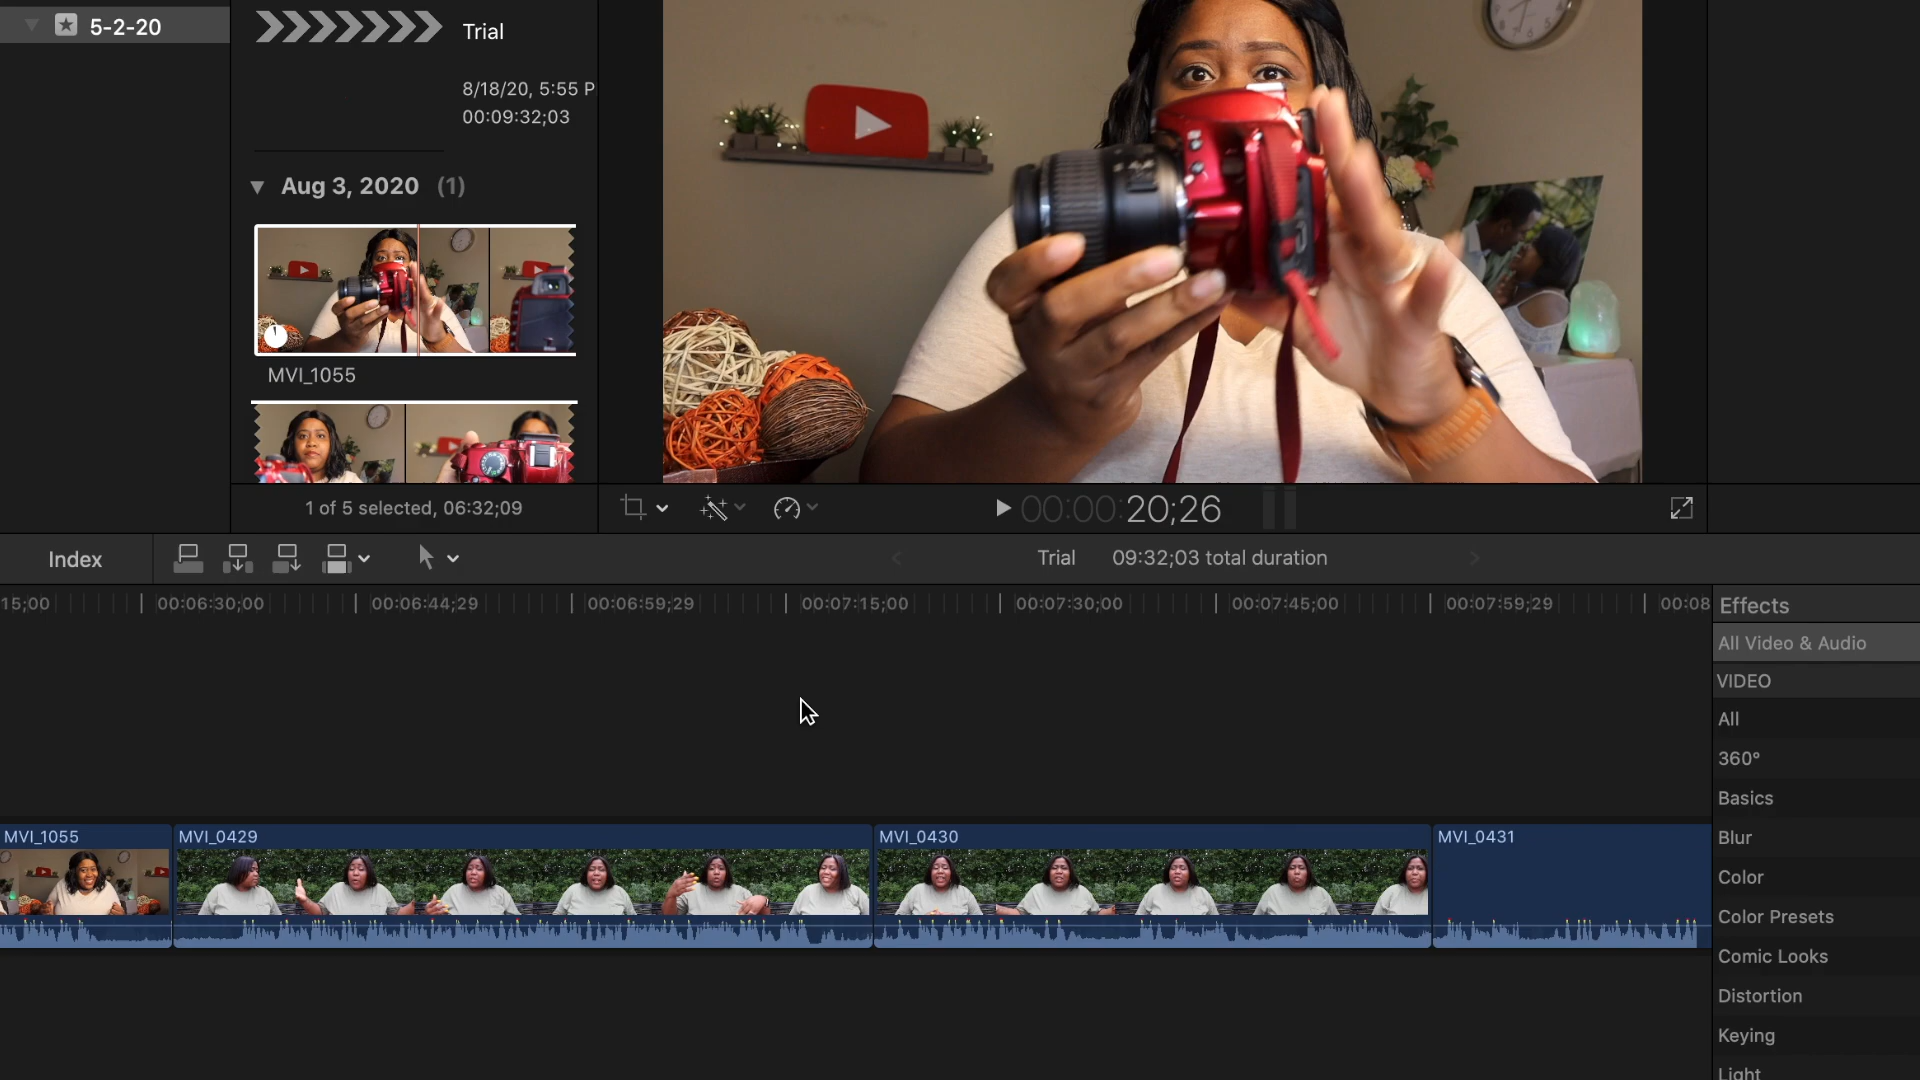 5-2-20
Trial
8/18/20, 5:55 P
00:09:32;03
Aug 3, 2020 (1)
MVI_1055
1 of 5 selected, 06:32;09
00:00:20;26
Index
Trial 09:32;03 total duration
15;00 00:06:30;00 00:06:44;29 00:06:59;29 00:07:15;00 00:07:30;00 00:07:45;00 00:07:59;29 00:08
Effects
All Video & Audio
VIDEO
All
360°
Basics
Blur
Color
Color Presets
Comic Looks
Distortion
Keying
Light
MVI_1055 MVI_0429 MVI_0430 MVI_0431